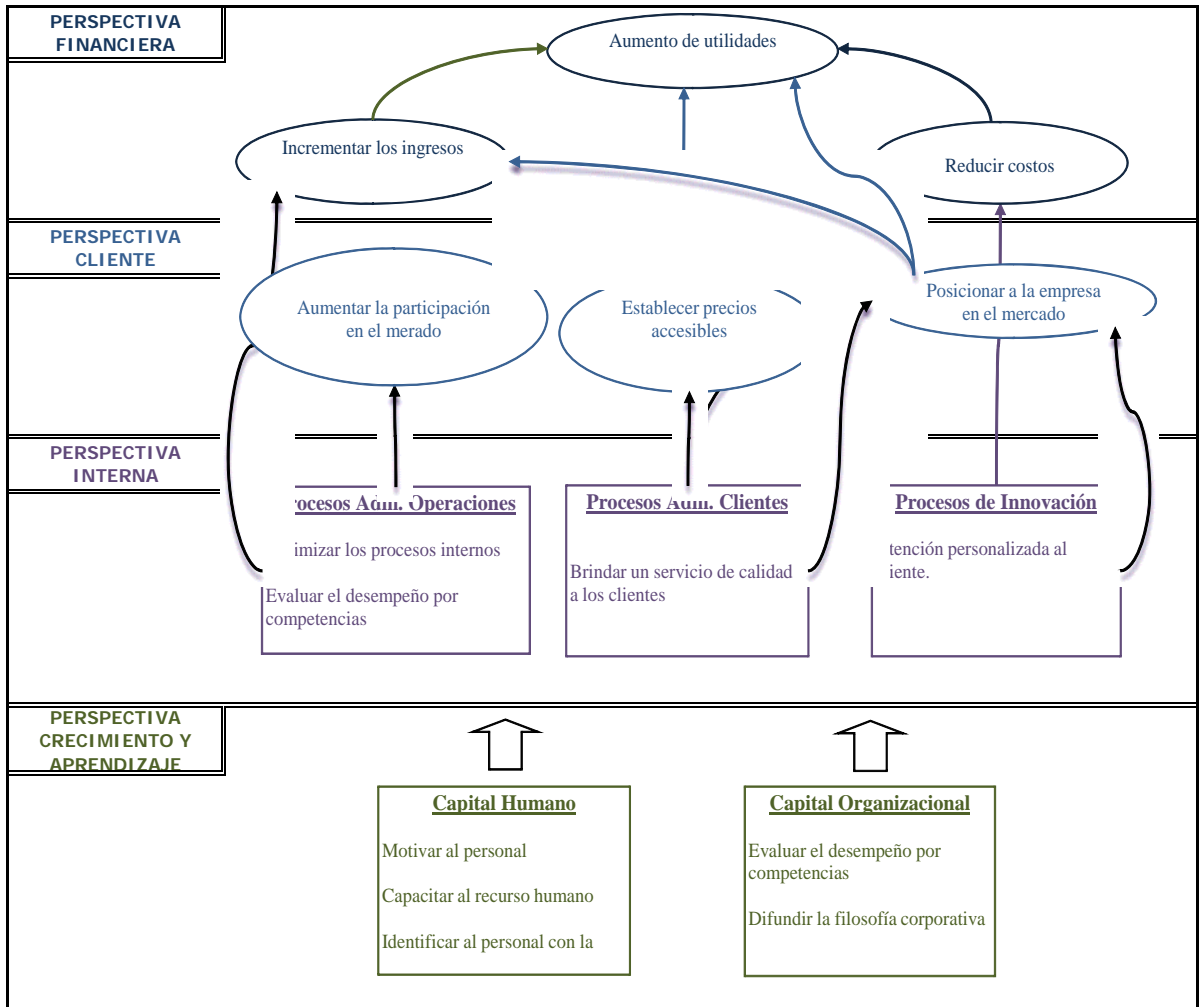 PERSPECTIVA
FINANCIERA
Aumento de utilidades
Incrementar los ingresos
Reducir costos
PERSPECTIVA
CLIENTE
Aumentar la participación
en el merado
Establecer precios
accesibles
Posicionar a la empresa
en el mercado
PERSPECTIVA
INTERNA
rocesos Adm. Operaciones
imizar los procesos internos
Evaluar el desempeño por
competencias
Procesos Adm. Clientes
Brindar un servicio de calidad
a los clientes
Procesos de Innovación
tención personalizada al
iente.
PERSPECTIVA
CRECIMIENTO Y
APRENDIZAJE
Capital Humano
Motivar al personal
Capacitar al recurso humano
Identificar al personal con la
Capital Organizacional
Evaluar el desempeño por
competencias
Difundir la filosofía corporativa